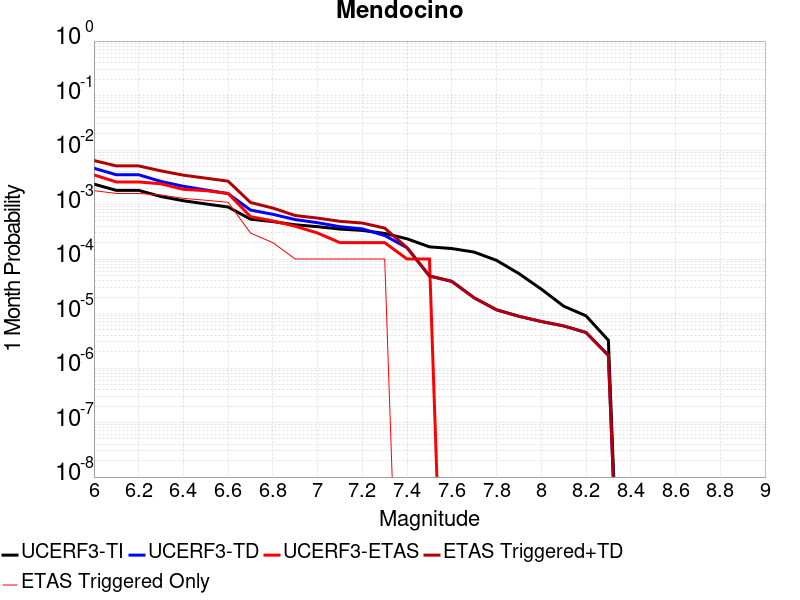 Mendocino
1 Month Probability
10^0
10^-1
10^-2
10^-3
10^-4
10^-5
10^-6
10^-7
10^-8
6 6.2 6.4 6.6 6.8 7 7.2 7.4 7.6 7.8 8 8.2 8.4 8.6 8.8 9
Magnitude
UCERF3-TI UCERF3-TD UCERF3-ETAS ETAS Triggered+TD
ETAS Triggered Only